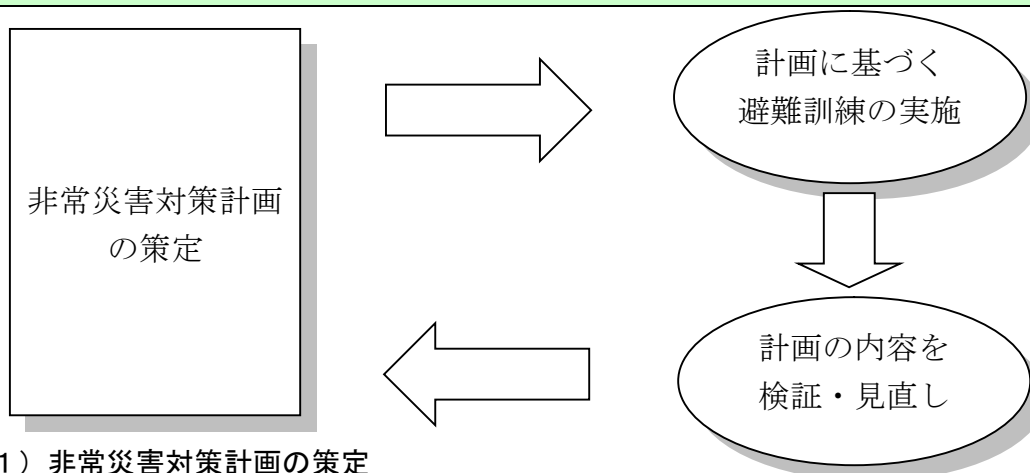 非常災害対策計画
の策定
計画に基づく
避難訓練の実施
計画の内容を
検証・見直し
１）非常災害対策計画の策定